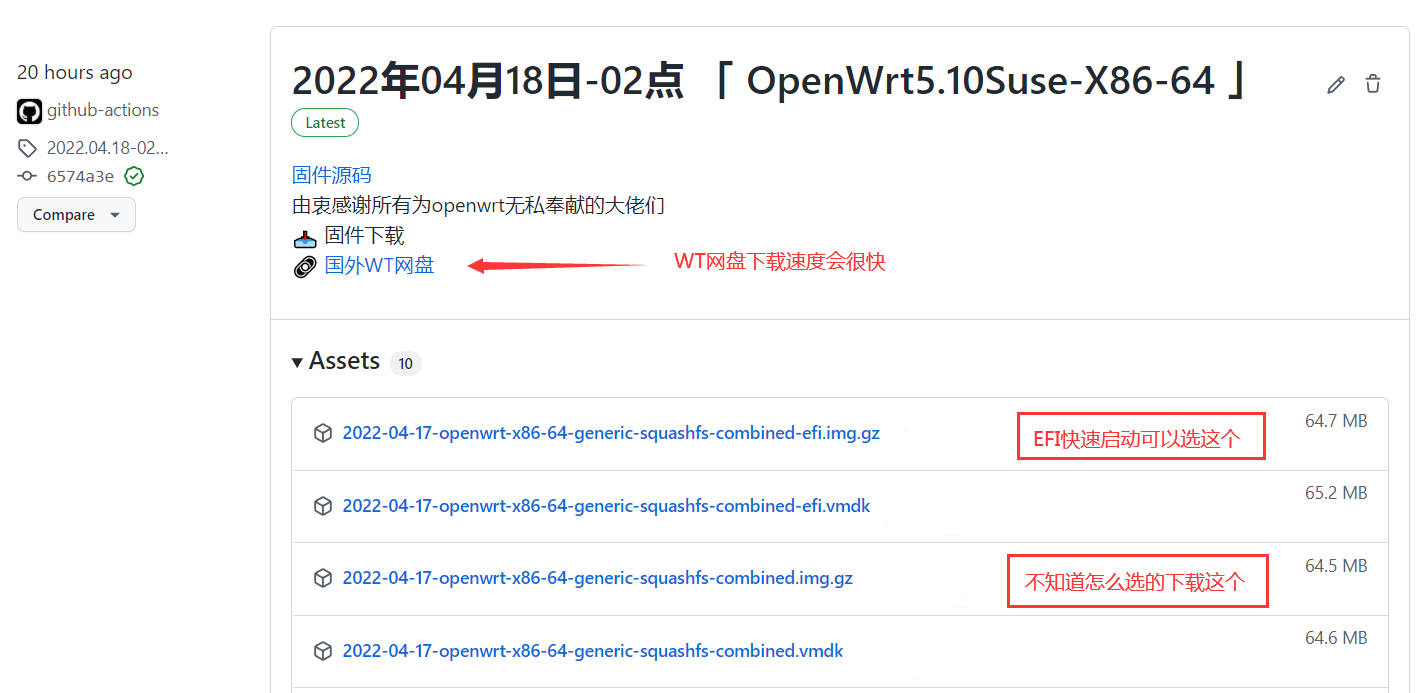 20 hours ago
github-actions
2022.04.18-02...
6574a3e
Compare
2022年04月18日-02点 「 OpenWrt5.10Suse-X86-64 」
Latest
固件源码
由衷感谢所有为openwrt无私奉献的大佬们
固件下载
国外WT网盘
WT网盘下载速度会很快
Assets 10
2022-04-17-openwrt-x86-64-generic-squashfs-combined-efi.img.gz
EFI快速启动可以选这个
64.7 MB
2022-04-17-openwrt-x86-64-generic-squashfs-combined-efi.vmdk
65.2 MB
2022-04-17-openwrt-x86-64-generic-squashfs-combined.img.gz
不知道怎么选的下载这个
64.5 MB
2022-04-17-openwrt-x86-64-generic-squashfs-combined.vmdk
64.6 MB